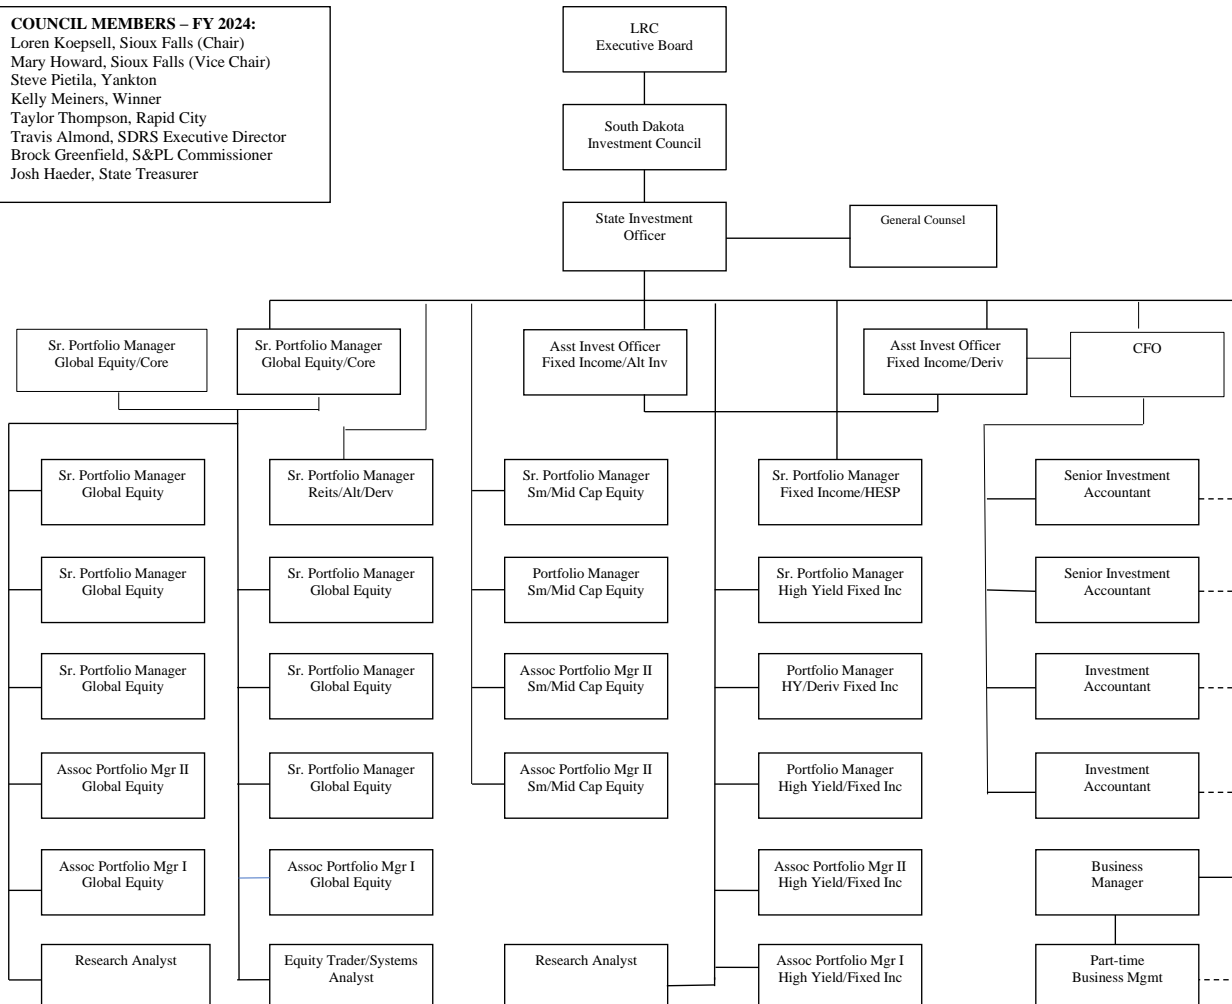 COUNCIL MEMBERS – FY 2024:
Loren Koepsell, Sioux Falls (Chair)
Mary Howard, Sioux Falls (Vice Chair)
Steve Pietila, Yankton
Kelly Meiners, Winner
Taylor Thompson, Rapid City
Travis Almond, SDRS Executive Director
Brock Greenfield, S&PL Commissioner
Josh Haeder, State Treasurer
LRC
Executive Board
South Dakota
Investment Council
State Investment
Officer
General Counsel
Sr. Portfolio Manager
Global Equity/Core
Sr. Portfolio Manager
Global Equity/Core
Asst Invest Officer
Fixed Income/Alt Inv
Asst Invest Officer
Fixed Income/Deriv
CFO
Sr. Portfolio Manager
Global Equity
Sr. Portfolio Manager
Reits/Alt/Derv
Sr. Portfolio Manager
Sm/Mid Cap Equity
Sr. Portfolio Manager
Fixed Income/HESP
Senior Investment
Accountant
Sr. Portfolio Manager
Global Equity
Sr. Portfolio Manager
Global Equity
Portfolio Manager
Sm/Mid Cap Equity
Sr. Portfolio Manager
High Yield Fixed Inc
Senior Investment
Accountant
Sr. Portfolio Manager
Global Equity
Sr. Portfolio Manager
Global Equity
Assoc Portfolio Mgr II
Sm/Mid Cap Equity
Portfolio Manager
HY/Deriv Fixed Inc
Investment
Accountant
Assoc Portfolio Mgr II
Global Equity
Sr. Portfolio Manager
Global Equity
Assoc Portfolio Mgr II
Sm/Mid Cap Equity
Portfolio Manager
High Yield/Fixed Inc
Investment
Accountant
Assoc Portfolio Mgr I
Global Equity
Assoc Portfolio Mgr I
Global Equity
Assoc Portfolio Mgr II
High Yield/Fixed Inc
Business
Manager
Research Analyst
Equity Trader/Systems
Analyst
Research Analyst
Assoc Portfolio Mgr I
High Yield/Fixed Inc
Part-time
Business Mgmt